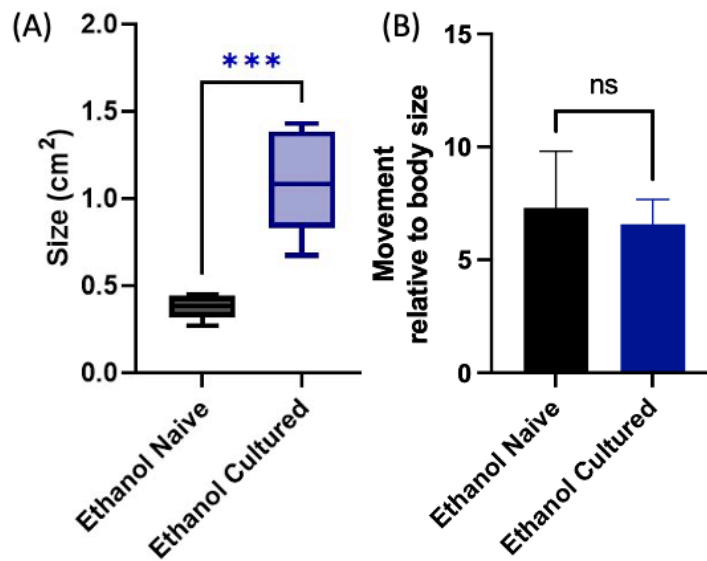 (A)
2.0
1.5
1.0
0.5
0.0
Size (cm²)
***
Ethanol Naive
Ethanol Cultured
(B)
15
10
5
0
Movement
relative to body size
ns
Ethanol Naive
Ethanol Cultured